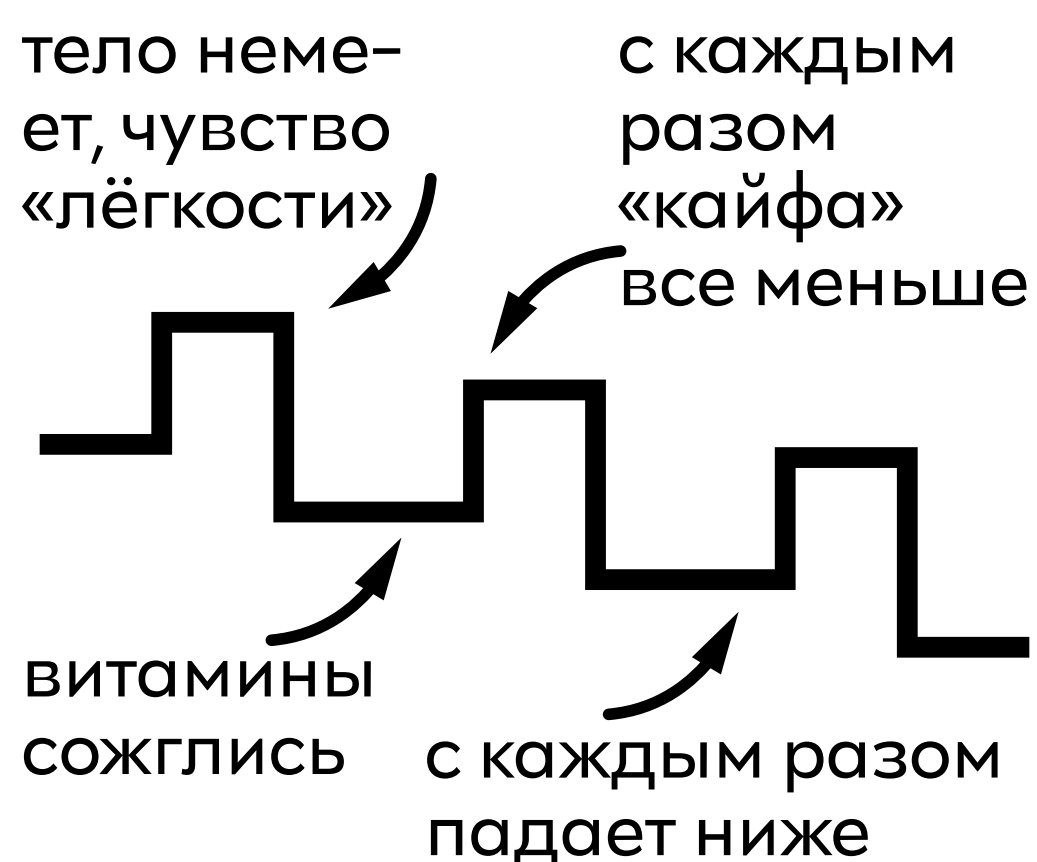 тело неме-
ет, чувство
«лёгкости»
с каждым
разом
«кайфа»
все меньше
витамины
сожглись
с каждым разом
падает ниже